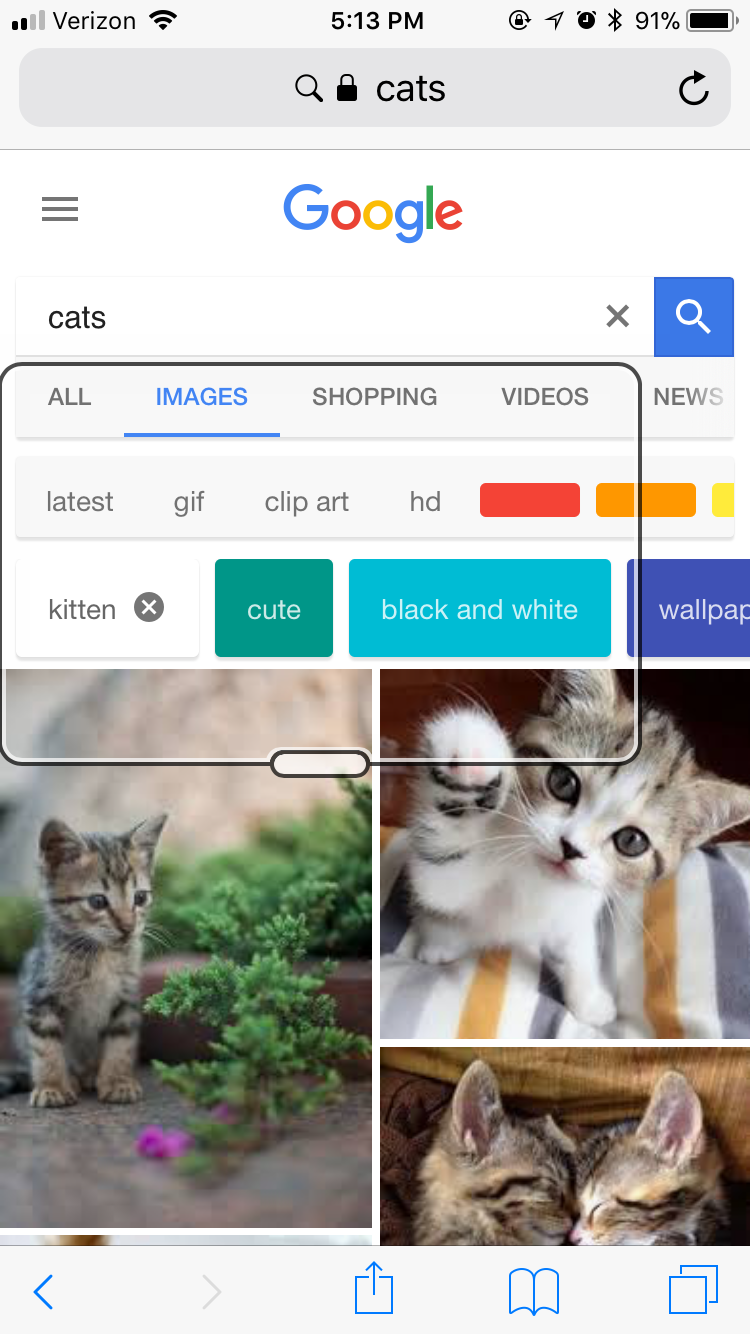 Verizon 5:13 PM 91%
cats
Google
cats
ALL IMAGES SHOPPING VIDEOS NEWS
latest gif clip art hd
kitten cute black and white wallpap